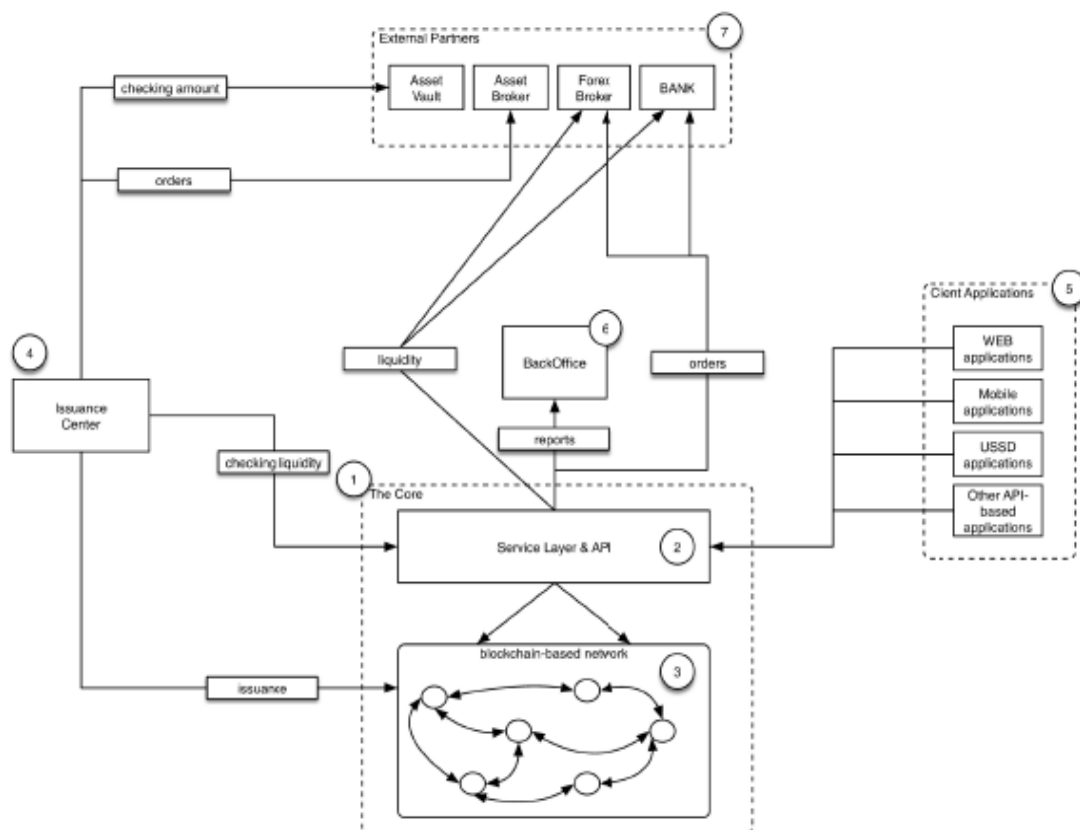 7
External Partners
Asset
Vault
Asset
Broker
Forex
Broker
BANK
checking amount
orders
5
Cient Applications
WEB
applications
Mobile
applications
USSD
applications
Other API-
based
applications
4
Issuance
Center
liquidity
6
BackOffice
orders
reports
checking liquidity
1
The Core
Service Layer & API
2
blockchain-based network
3
issuance